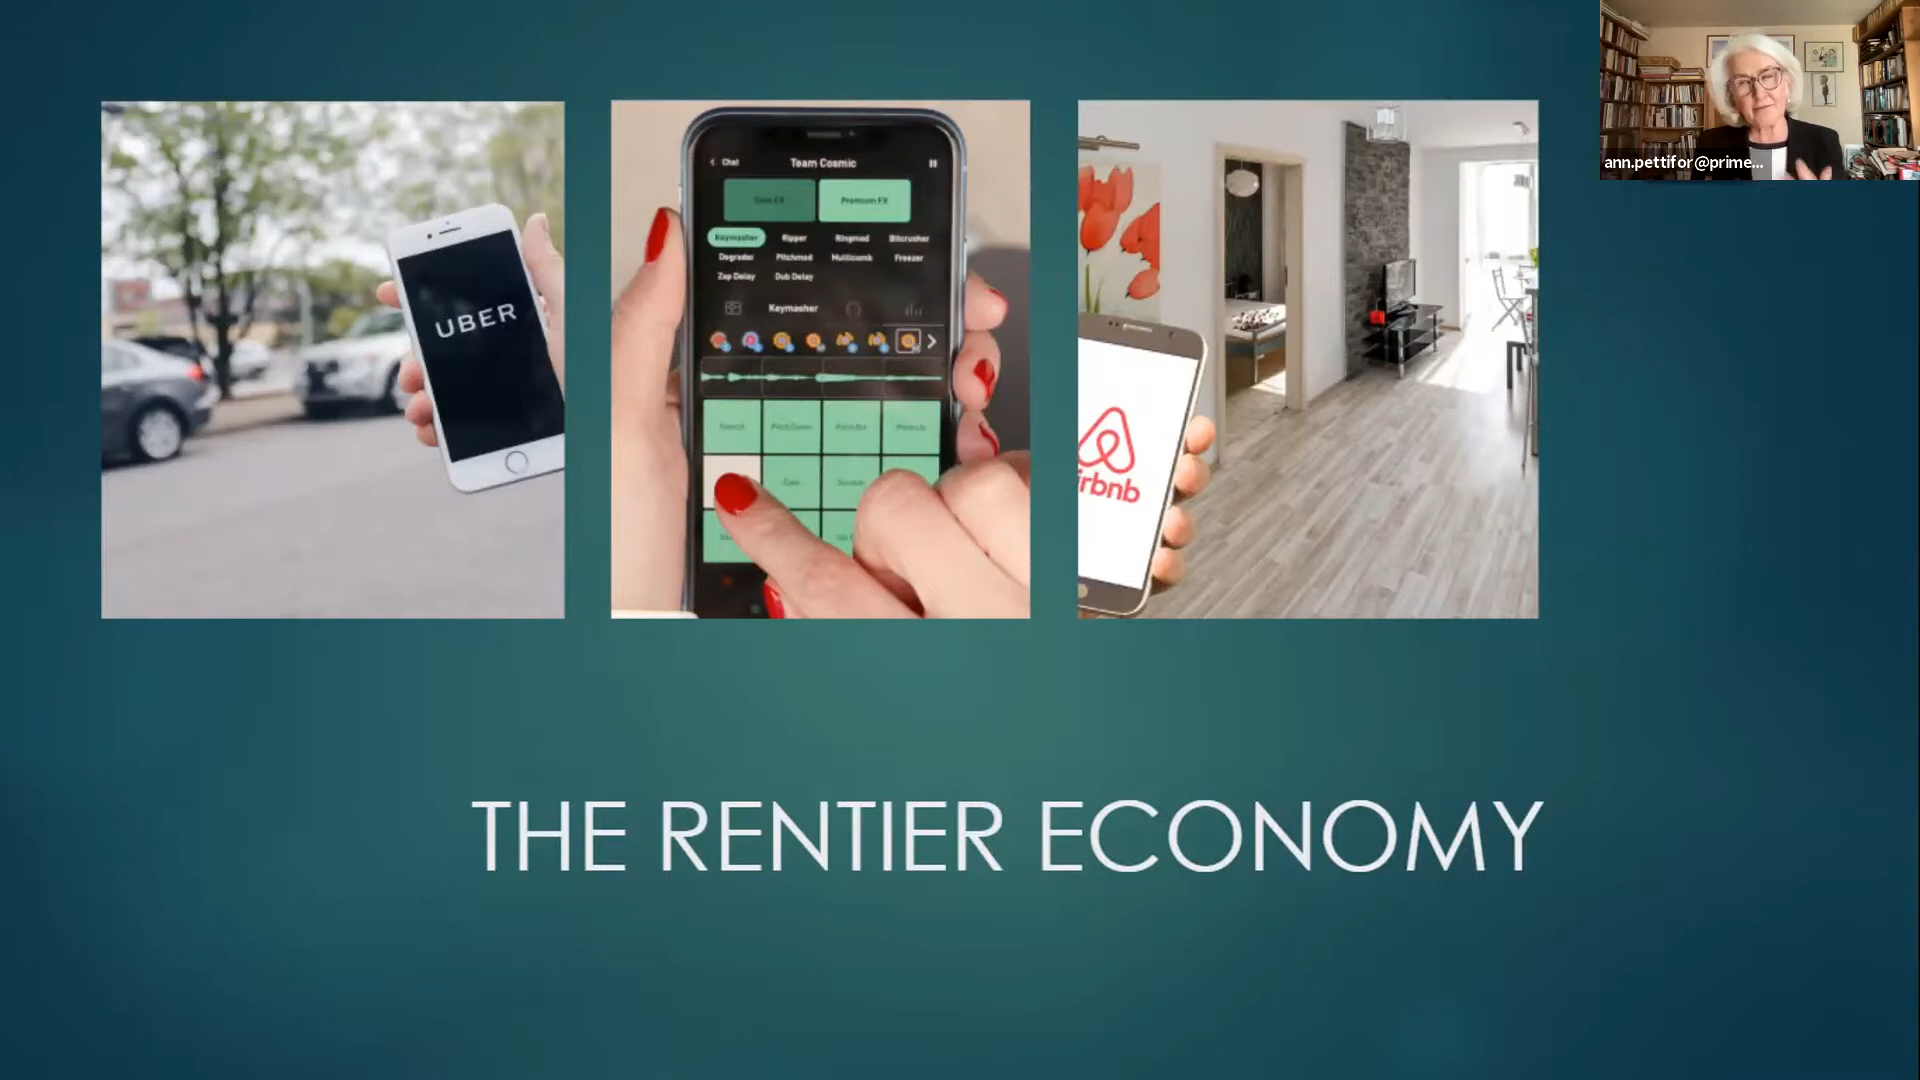 ann.pettifor@prime...
UBER
Chat
Team Cosmic
Premium FX
Keymasher
Ripper
Ringmod
Bitcrusher
Degrader
Pitchmod
Multicomb
Freezer
Zap Delay
Dub Delay
Keymasher
irbnb
THE RENTIER ECONOMY